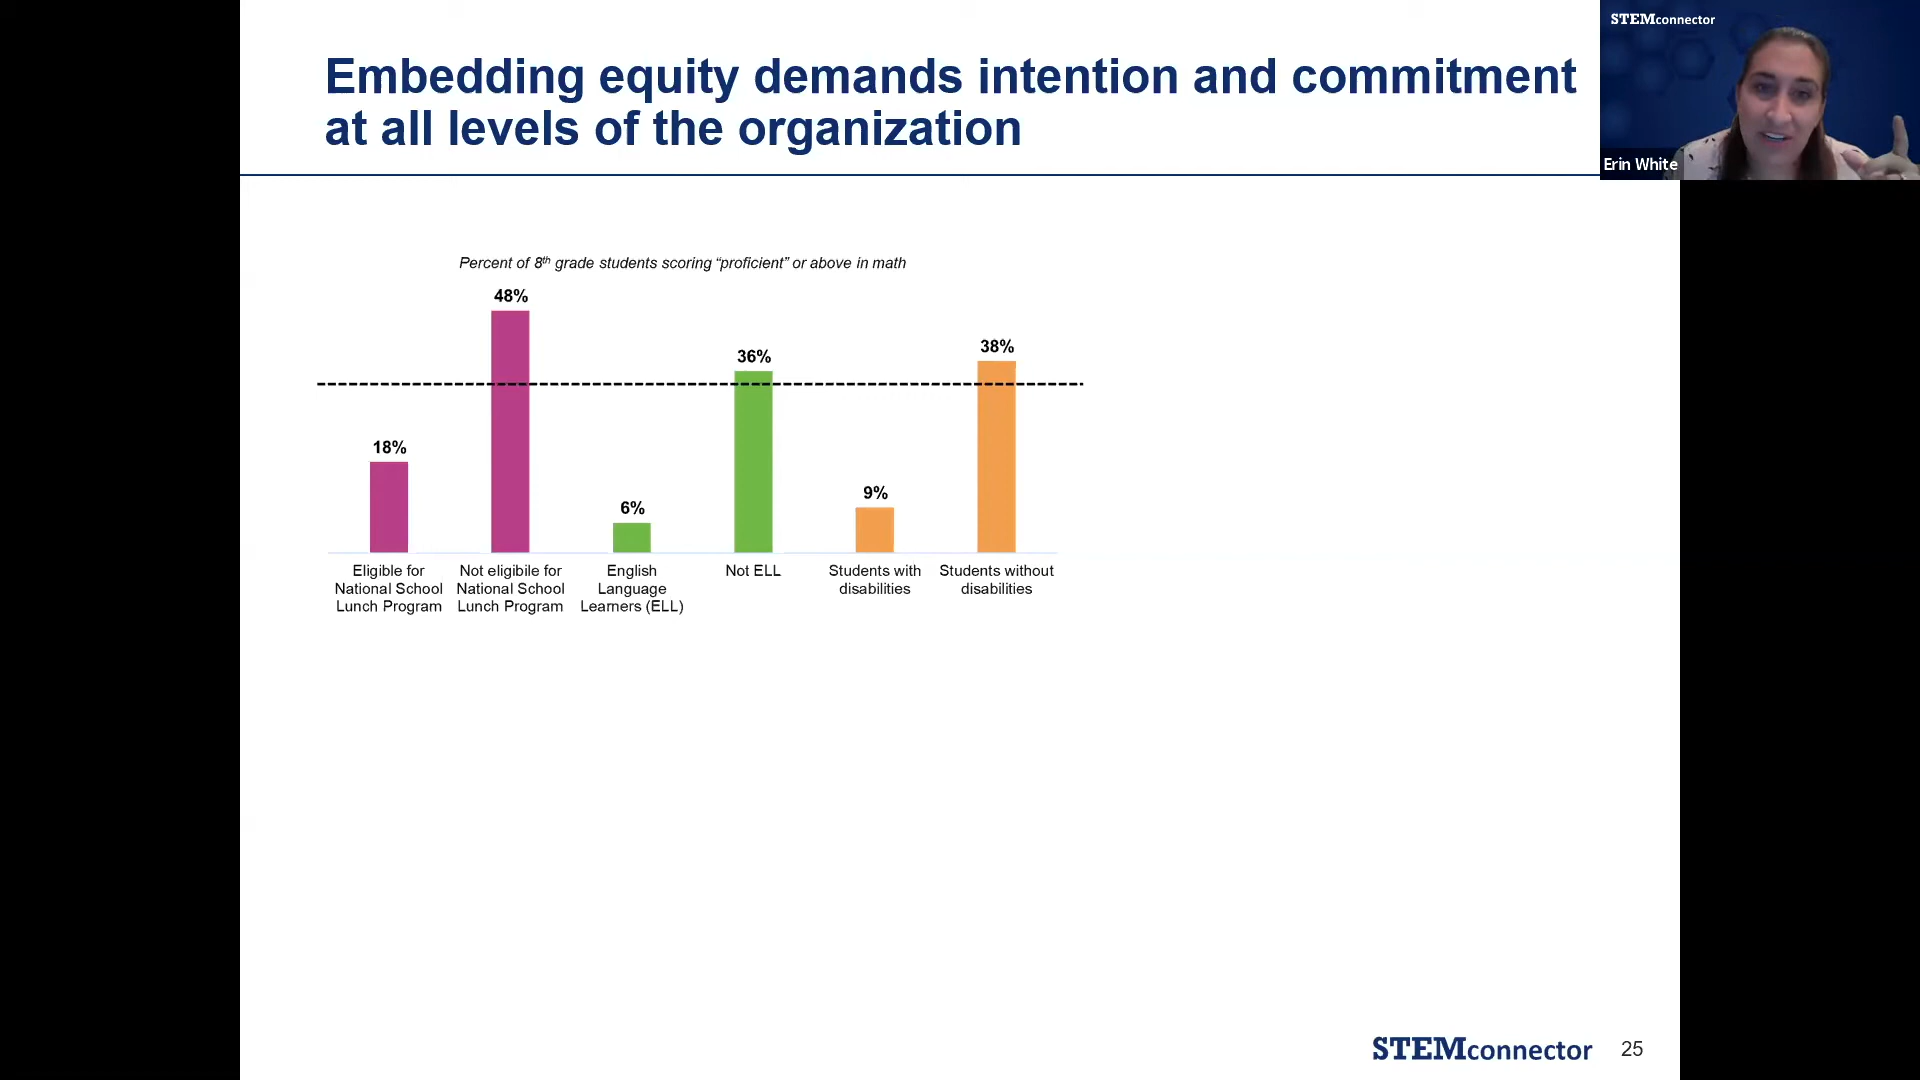 Embedding equity demands intention and commitment
at all levels of the organization
STEMconnector
Erin White
Percent of 8th grade students scoring “proficient” or above in math
48%
38%
36%
18%
9%
6%
Eligible for
National School
Lunch Program
Not eligibile for
National School
Lunch Program
English
Language
Learners (ELL)
Not ELL
Students with
disabilities
Students without
disabilities
STEMconnector
25